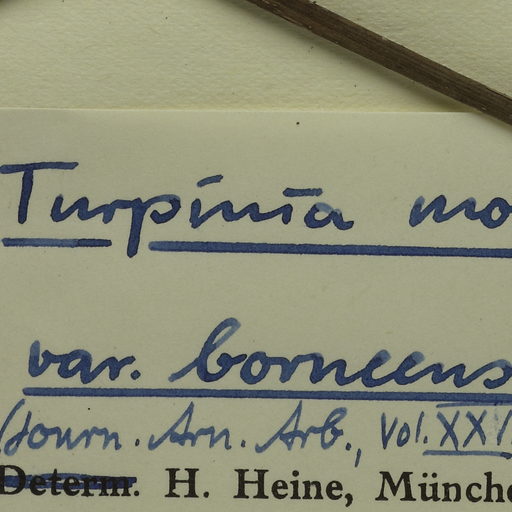 Turpinia mo
var. borneens
(Journ. Arn. Arb., Vol. XXV
Determ. H. Heine, Münche